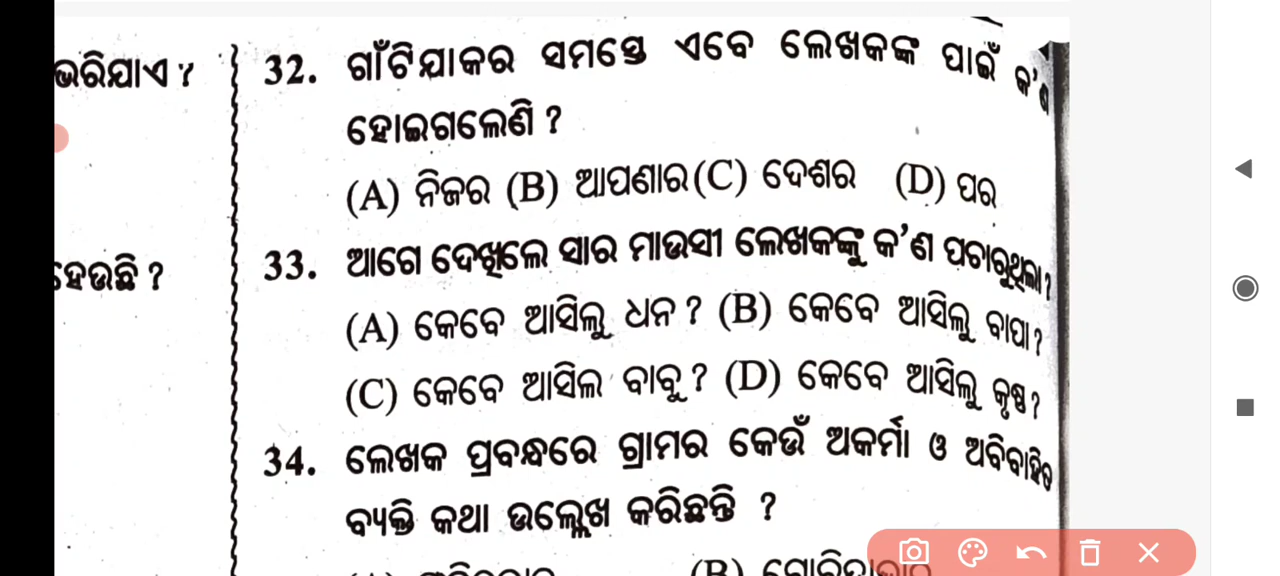 ଭରିଯାଏ ?
ହେଉଛି ?
32. ଗାଁଟିଯାକର ସମସ୍ତେ ଏବେ ଲେଖକଙ୍କ ପାଇଁ କ'ଣ
ହୋଇଗଲେଣି ?
(A) ନିଜର (B) ଆପଣାର (C) ଦେଶର (D) ପର
33. ଆଗେ ଦେଖିଲେ ସାର ମାଉସୀ ଲେଖକଙ୍କୁ କ'ଣ ପଚାରୁଥିଲା ?
(A) କେବେ ଆସିଲୁ ଧନ ? (B) କେବେ ଆସିଲୁ ବାପା ?
(C) କେବେ ଆସିଲ ବାବୁ ? (D) କେବେ ଆସିଲୁ କୃଷ୍ଣ ?
34. ଲେଖକ ପ୍ରବନ୍ଧରେ ଗ୍ରାମର କେଉଁ ଅକର୍ମା ଓ ଅବିବାହିତ
ବ୍ୟକ୍ତି କଥା ଉଲ୍ଲେଖ କରିଛନ୍ତି ?
(B)